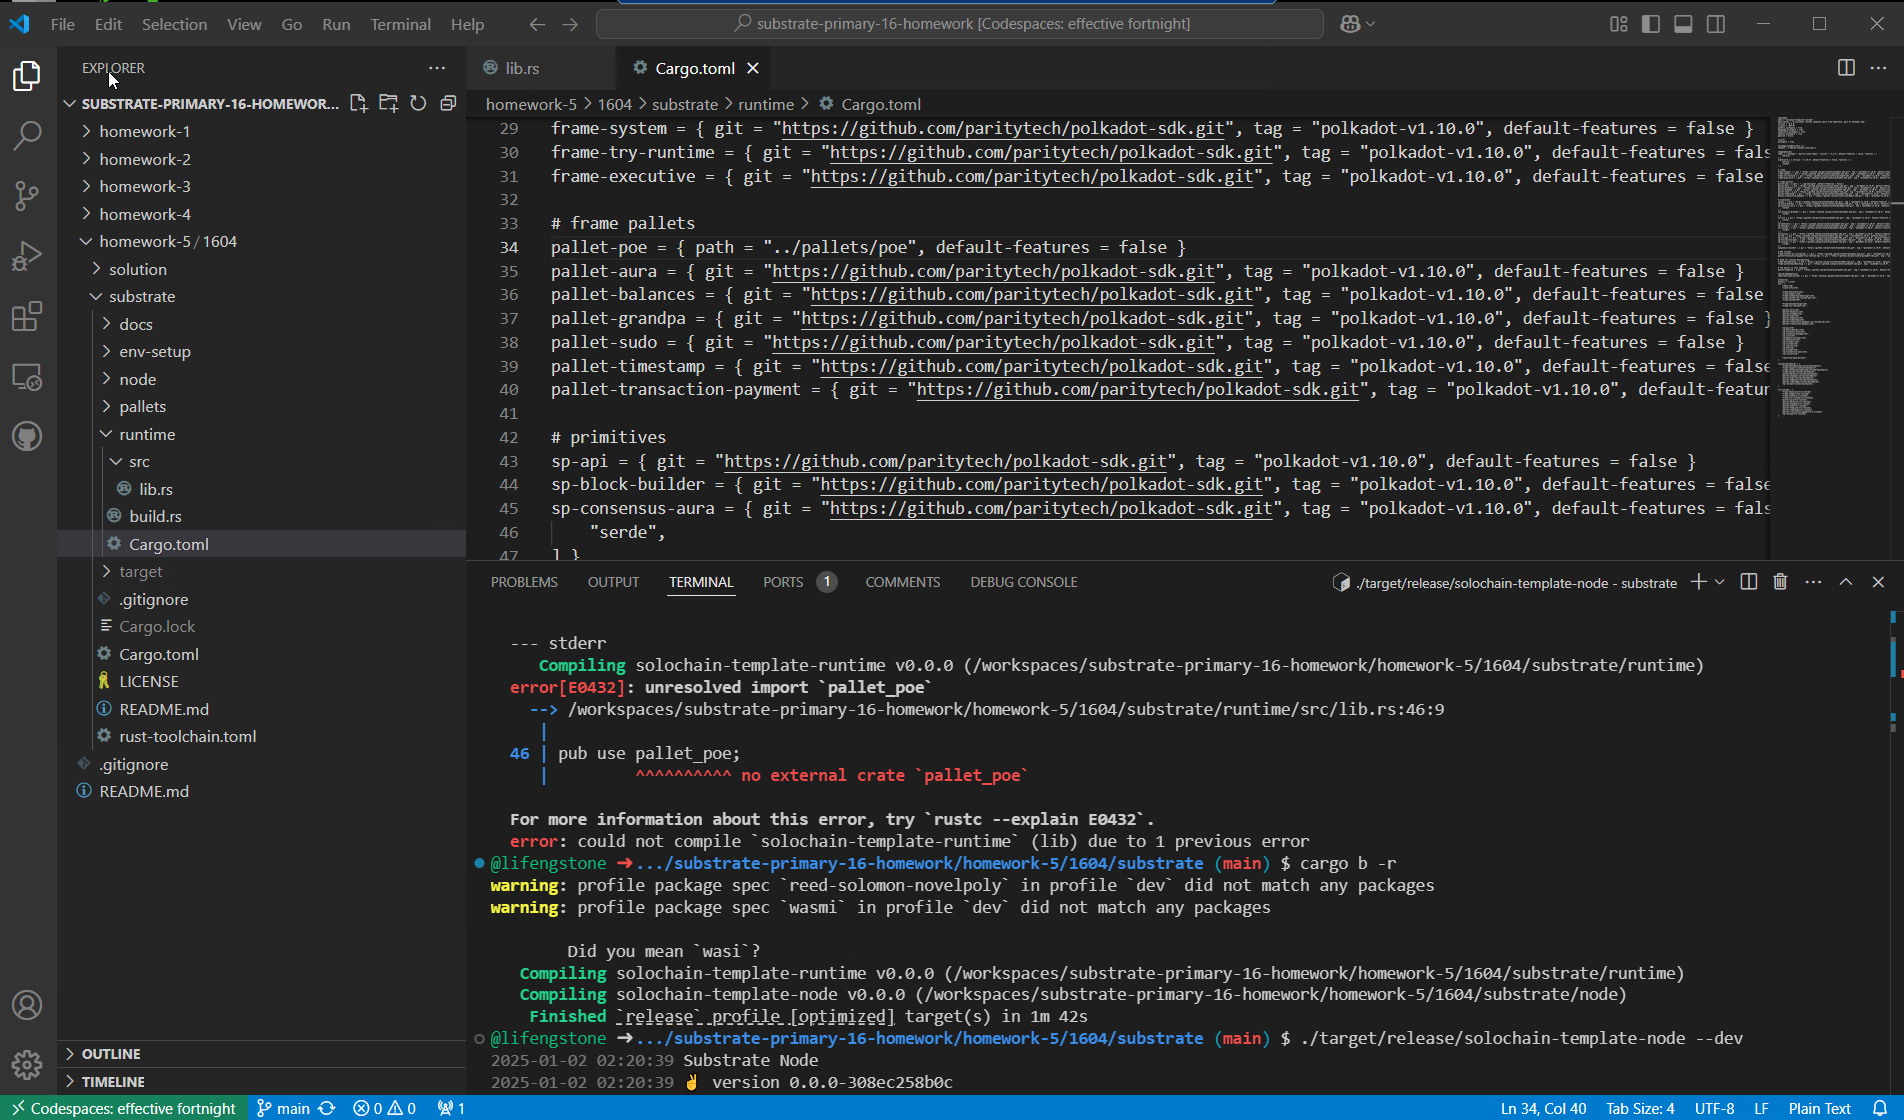 File Edit Selection View Go Run Terminal Help
substrate-primary-16-homework [Codespaces: effective fortnight]
EXPLORER
SUBSTRATE-PRIMARY-16-HOMEWOR...
homework-1
homework-2
homework-3
homework-4
homework-5 / 1604
solution
substrate
docs
env-setup
node
pallets
runtime
src
lib.rs
build.rs
Cargo.toml
target
.gitignore
Cargo.lock
Cargo.toml
LICENSE
README.md
rust-toolchain.toml
.gitignore
README.md
OUTLINE
TIMELINE
lib.rs
Cargo.toml
homework-5 > 1604 > substrate > runtime > Cargo.toml
29 frame-system = { git = "https://github.com/paritytech/polkadot-sdk.git", tag = "polkadot-v1.10.0", default-features = false }
30 frame-try-runtime = { git = "https://github.com/paritytech/polkadot-sdk.git", tag = "polkadot-v1.10.0", default-features = fals
31 frame-executive = { git = "https://github.com/paritytech/polkadot-sdk.git", tag = "polkadot-v1.10.0", default-features = false
32
33 # frame pallets
34 pallet-poe = { path = "../pallets/poe", default-features = false }
35 pallet-aura = { git = "https://github.com/paritytech/polkadot-sdk.git", tag = "polkadot-v1.10.0", default-features = false }
36 pallet-balances = { git = "https://github.com/paritytech/polkadot-sdk.git", tag = "polkadot-v1.10.0", default-features = false
37 pallet-grandpa = { git = "https://github.com/paritytech/polkadot-sdk.git", tag = "polkadot-v1.10.0", default-features = false }
38 pallet-sudo = { git = "https://github.com/paritytech/polkadot-sdk.git", tag = "polkadot-v1.10.0", default-features = false }
39 pallet-timestamp = { git = "https://github.com/paritytech/polkadot-sdk.git", tag = "polkadot-v1.10.0", default-features = false
40 pallet-transaction-payment = { git = "https://github.com/paritytech/polkadot-sdk.git", tag = "polkadot-v1.10.0", default-featur
41
42 # primitives
43 sp-api = { git = "https://github.com/paritytech/polkadot-sdk.git", tag = "polkadot-v1.10.0", default-features = false }
44 sp-block-builder = { git = "https://github.com/paritytech/polkadot-sdk.git", tag = "polkadot-v1.10.0", default-features = false
45 sp-consensus-aura = { git = "https://github.com/paritytech/polkadot-sdk.git", tag = "polkadot-v1.10.0", default-features = fals
46 "serde",
47 ] }
PROBLEMS OUTPUT TERMINAL PORTS 1 COMMENTS DEBUG CONSOLE
./target/release/solochain-template-node - substrate
--- stderr
Compiling solochain-template-runtime v0.0.0 (/workspaces/substrate-primary-16-homework/homework-5/1604/substrate/runtime)
error[E0432]: unresolved import `pallet_poe`
--> /workspaces/substrate-primary-16-homework/homework-5/1604/substrate/runtime/src/lib.rs:46:9
|
46 | pub use pallet_poe;
| ^^^^^^^^^^ no external crate `pallet_poe`
For more information about this error, try `rustc --explain E0432`.
error: could not compile `solochain-template-runtime` (lib) due to 1 previous error
@lifengstone ➜ .../substrate-primary-16-homework/homework-5/1604/substrate (main) $ cargo b -r
warning: profile package spec `reed-solomon-novelpoly` in profile `dev` did not match any packages
warning: profile package spec `wasmi` in profile `dev` did not match any packages
Did you mean `wasi`?
Compiling solochain-template-runtime v0.0.0 (/workspaces/substrate-primary-16-homework/homework-5/1604/substrate/runtime)
Compiling solochain-template-node v0.0.0 (/workspaces/substrate-primary-16-homework/homework-5/1604/substrate/node)
Finished `release` profile [optimized] target(s) in 1m 42s
@lifengstone ➜ .../substrate-primary-16-homework/homework-5/1604/substrate (main) $ ./target/release/solochain-template-node --dev
2025-01-02 02:20:39 Substrate Node
2025-01-02 02:20:39 ✌️ version 0.0.0-308ec258b0c
Codespaces: effective fortnight main 0 0 1
Ln 34, Col 40 Tab Size: 4 UTF-8 LF Plain Text